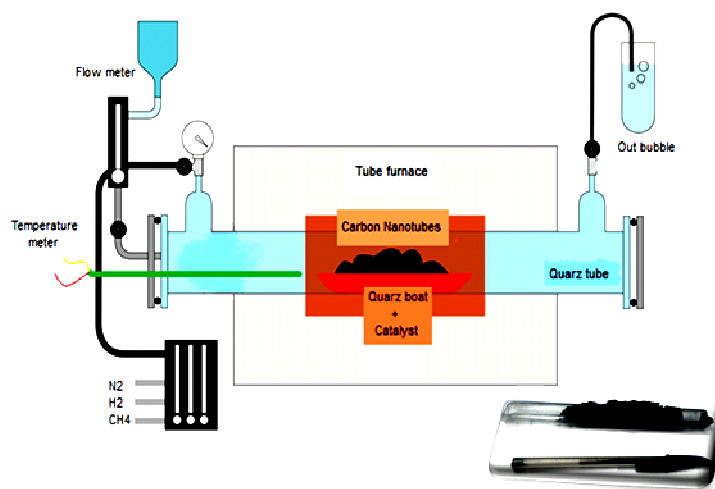 Flow meter
Out bubble
Tube furnace
Temperature
meter
Carbon Nanotubes
Quarz tube
Quarz boat
+
Catalyst
N2
H2
CH4